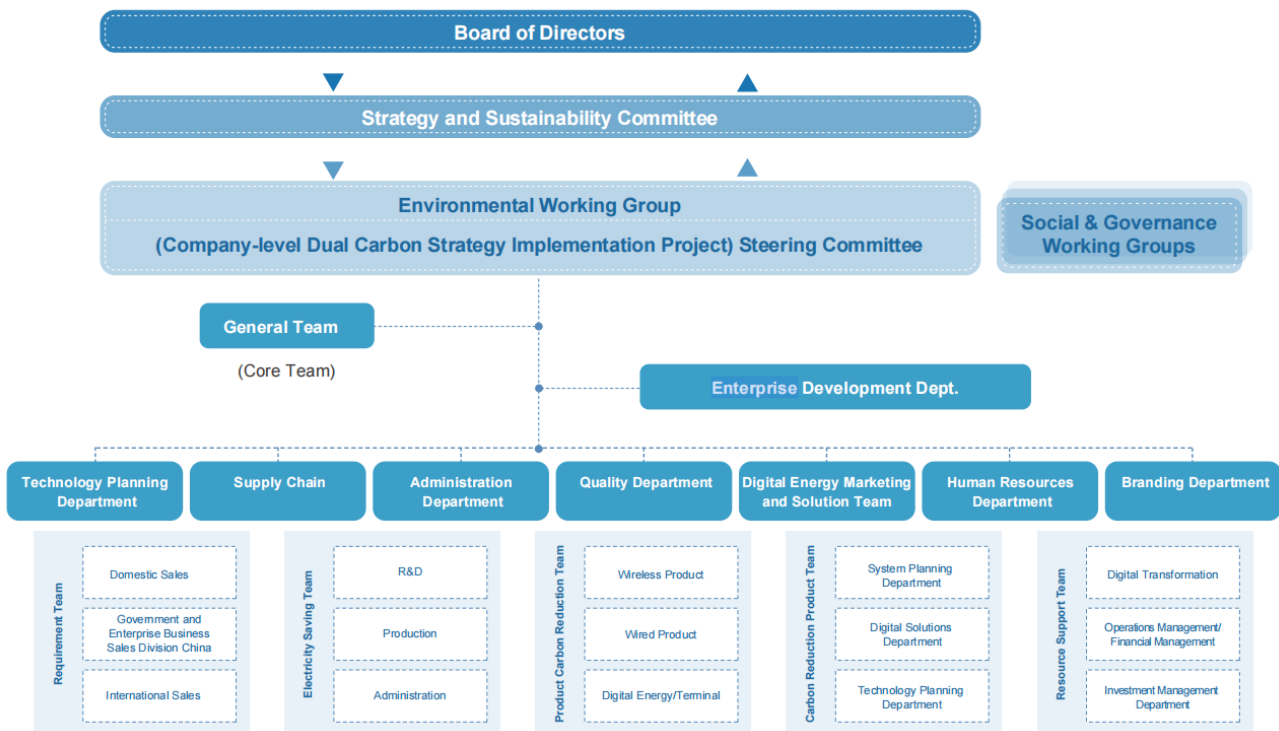 Board of Directors
Strategy and Sustainability Committee
Environmental Working Group
(Company-level Dual Carbon Strategy Implementation Project) Steering Committee
Social & Governance
Working Groups
General Team
(Core Team)
Enterprise Development Dept.
Technology Planning
Department
Supply Chain
Administration
Department
Quality Department
Digital Energy Marketing
and Solution Team
Human Resources
Department
Branding Department
Requirement Team
Domestic Sales
Government and
Enterprise Business
Sales Division China
International Sales
Electricity Saving Team
R&D
Production
Administration
Product Carbon Reduction Team
Wireless Product
Wired Product
Digital Energy/Terminal
Carbon Reduction Product Team
System Planning
Department
Digital Solutions
Department
Technology Planning
Department
Resource Support Team
Digital Transformation
Operations Management/
Financial Management
Investment Management
Department